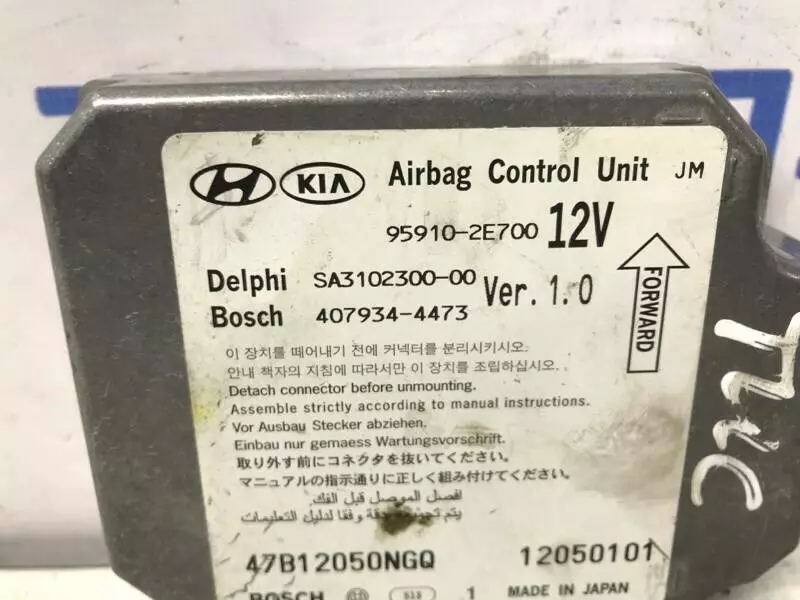 KIA Airbag Control Unit JM
95910-2E700 12V
Delphi SA3102300-00
Bosch 407934-4473
Ver. 1.0
FORWARD
이 장치를 떼어내기 전에 커넥터를 분리시키시오.
안내 책자의 지침에 따라서만 이 장치를 조립하십시오.
Detach connector before unmounting.
Assemble strictly according to manual instructions.
Vor Ausbau Stecker abziehen.
Einbau nur gemaess Wartungsvorschrift.
取り外す前にコネクタを抜いてください。
マニュアルの指示通りに正しく組み付けてください。
افصل الموصل قبل الفك.
يتم وفقا لدليل التعليمات
47B12050NGQ 12050101
BOSCH 1 MADE IN JAPAN